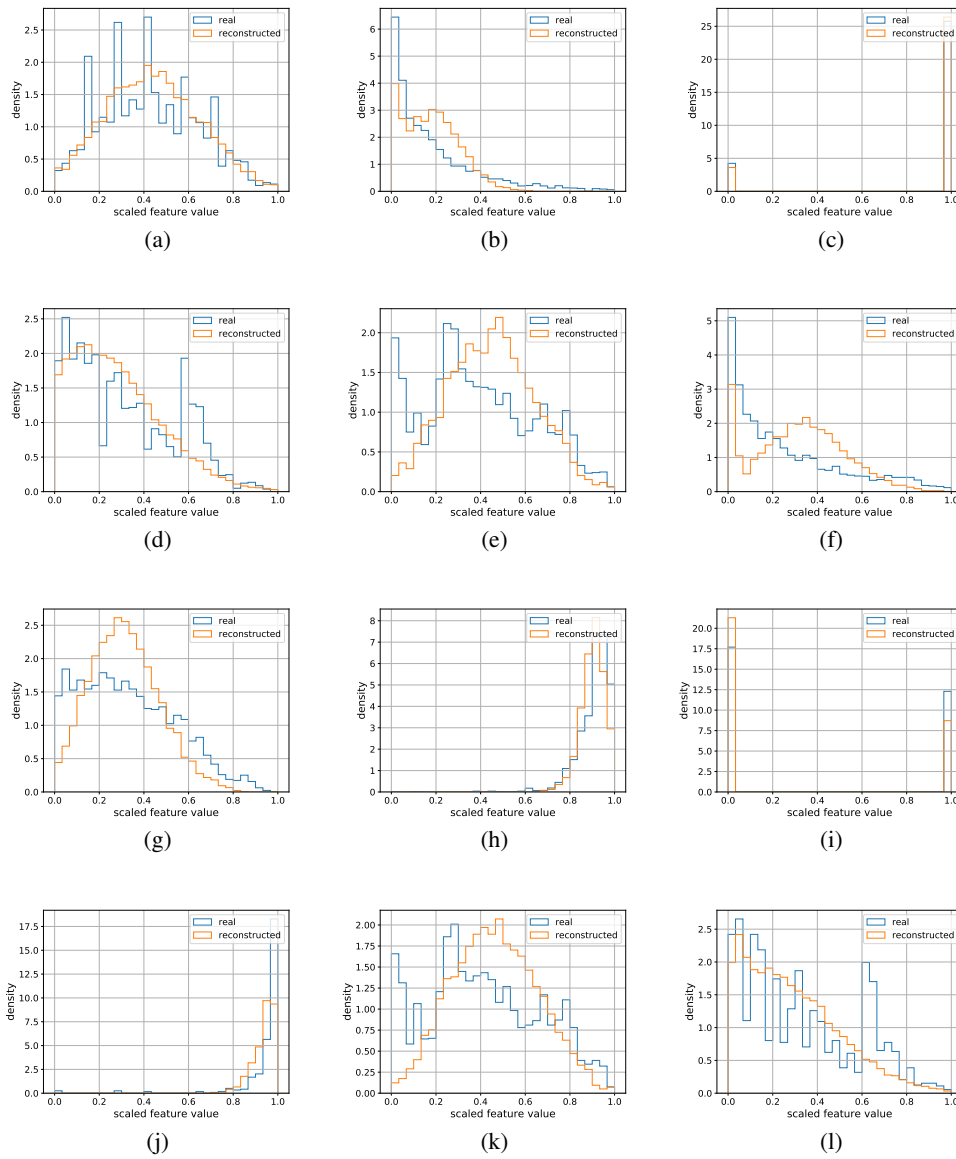 real
reconstructed
density
0.0 0.5 1.0 1.5 2.0 2.5
0.0 0.2 0.4 0.6 0.8 1.0
scaled feature value
(a)
real
reconstructed
density
0 1 2 3 4 5 6
0.0 0.2 0.4 0.6 0.8 1.0
scaled feature value
(b)
real
reconstructed
density
0 5 10 15 20 25
0.0 0.2 0.4 0.6 0.8 1.0
scaled feature value
(c)
real
reconstructed
density
0.0 0.5 1.0 1.5 2.0 2.5
0.0 0.2 0.4 0.6 0.8 1.0
scaled feature value
(d)
real
reconstructed
density
0.0 0.5 1.0 1.5 2.0
0.0 0.2 0.4 0.6 0.8 1.0
scaled feature value
(e)
real
reconstructed
density
0 1 2 3 4 5
0.0 0.2 0.4 0.6 0.8 1.0
scaled feature value
(f)
real
reconstructed
density
0.0 0.5 1.0 1.5 2.0 2.5
0.0 0.2 0.4 0.6 0.8 1.0
scaled feature value
(g)
real
reconstructed
density
0 1 2 3 4 5 6 7 8
0.0 0.2 0.4 0.6 0.8 1.0
scaled feature value
(h)
real
reconstructed
density
0.0 2.5 5.0 7.5 10.0 12.5 15.0 17.5 20.0
0.0 0.2 0.4 0.6 0.8 1.0
scaled feature value
(i)
real
reconstructed
density
0.0 2.5 5.0 7.5 10.0 12.5 15.0 17.5
0.0 0.2 0.4 0.6 0.8 1.0
scaled feature value
(j)
real
reconstructed
density
0.00 0.25 0.50 0.75 1.00 1.25 1.50 1.75 2.00
0.0 0.2 0.4 0.6 0.8 1.0
scaled feature value
(k)
real
reconstructed
density
0.0 0.5 1.0 1.5 2.0 2.5
0.0 0.2 0.4 0.6 0.8 1.0
scaled feature value
(l)